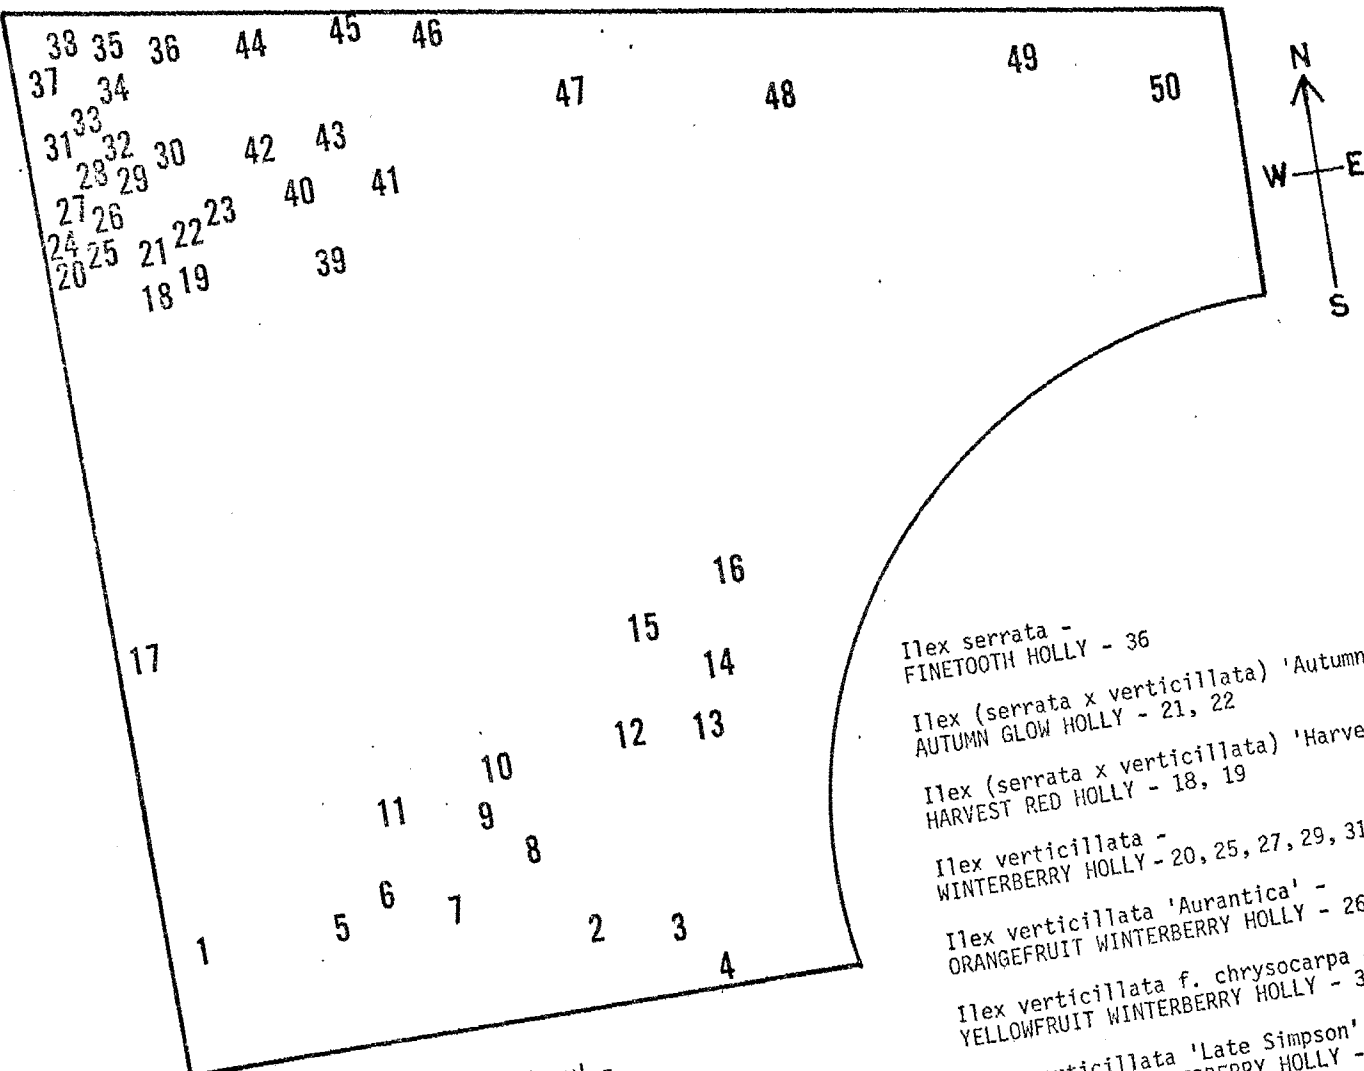 38 35 36 44 45 46
37 34 47 48 49 50
33
31 32 30 42 43
28 29 40 41
27 26 23
24 25 21 22 39
20 18 19
16
15
17 14
12 13
10
11 9
8
6
5 7 2 3
1
4
N
W E
S
Ilex serrata -
FINETOOTH HOLLY - 36
Ilex (serrata x verticillata) 'Autumn
AUTUMN GLOW HOLLY - 21, 22
Ilex (serrata x verticillata) 'Harve
HARVEST RED HOLLY - 18, 19
Ilex verticillata -
WINTERBERRY HOLLY - 20, 25, 27, 29, 31
Ilex verticillata 'Aurantica' -
ORANGEFRUIT WINTERBERRY HOLLY - 26
Ilex verticillata f. chrysocarpa
YELLOWFRUIT WINTERBERRY HOLLY - 3
'Late Simpson'
HOLLY -